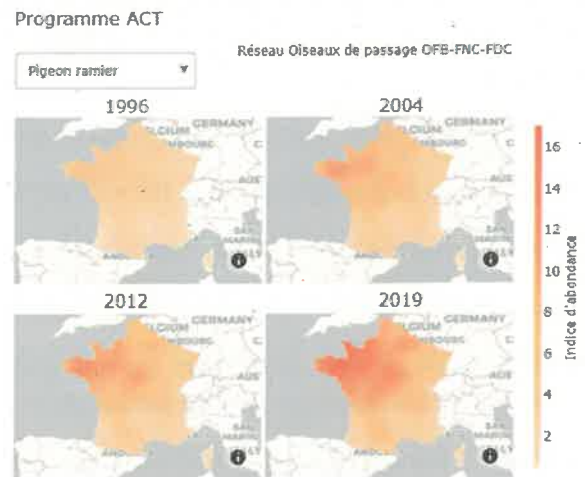 Programme ACT
Réseau Oiseaux de passage OFB-FNC-FDC
Pigeon ramier
1996
2004
GERMANY
GERMANY
16
14
12
10
8
6
4
2
Indice d'abondance
2012
2019
GERMANY
GERMANY